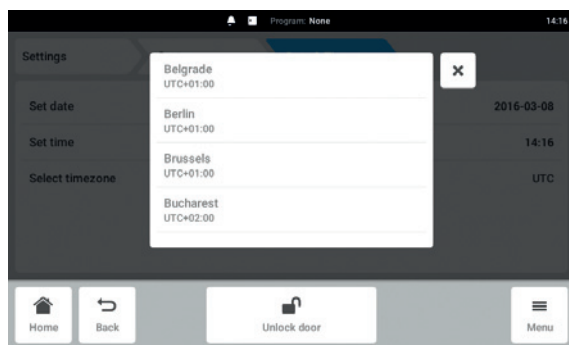 Program: None
14:16
Settings
Belgrade
UTC+01:00
Berlin
UTC+01:00
Brussels
UTC+01:00
Bucharest
UTC+02:00
Set date
2016-03-08
Set time
14:16
Select timezone
UTC
Home
Back
Unlock door
Menu